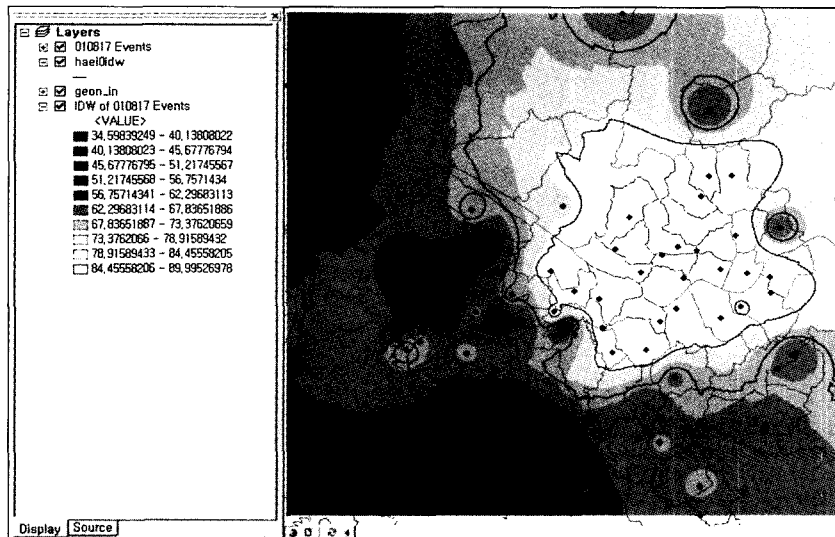 Layers
010817 Events
hael0idw
geon_in
IDW of 010817 Events
<VALUE>
34,59839249 - 40,13808022
40,13808023 - 45,67776794
45,67776795 - 51,21745567
51,21745568 - 56,7571434
56,75714341 - 62,29683113
62,29683114 - 67,83651886
67,83651887 - 73,37620659
73,3762066 - 78,91589432
78,91589433 - 84,45558205
84,45558206 - 89,99526978
Display Source